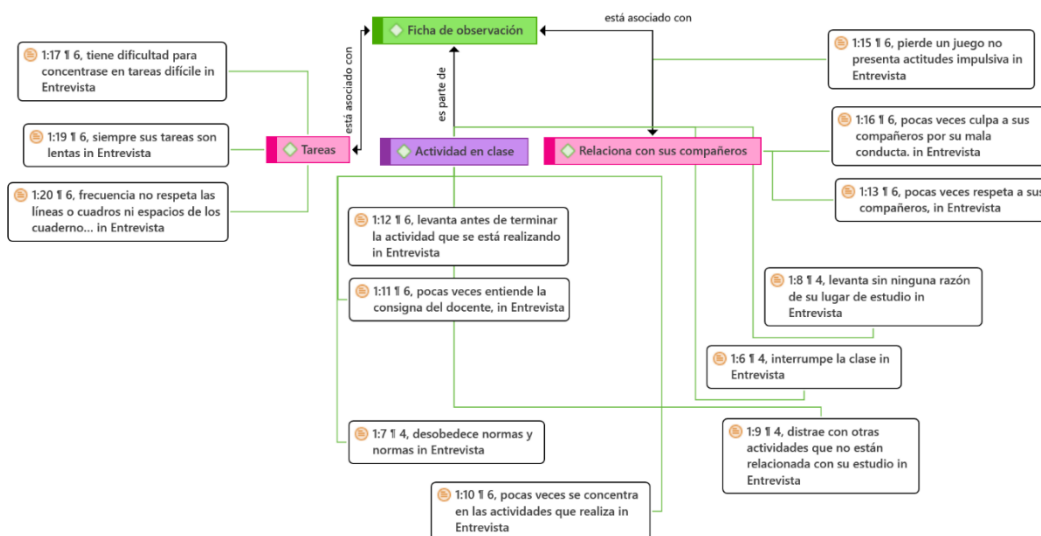 está asociado con
Ficha de observación
1:17 ¶ 6, tiene dificultad para
concentrase en tareas difícile in
Entrevista
1:15 ¶ 6, pierde un juego no
presenta actitudes impulsiva in
Entrevista
está asociado con
es parte de
1:19 ¶ 6, siempre sus tareas son
lentas in Entrevista
Tareas
Actividad en clase
Relaciona con sus compañeros
1:16 ¶ 6, pocas veces culpa a sus
compañeros por su mala
conducta. in Entrevista
1:20 ¶ 6, frecuencia no respeta las
líneas o cuadros ni espacios de los
cuaderno... in Entrevista
1:13 ¶ 6, pocas veces respeta a sus
compañeros, in Entrevista
1:12 ¶ 6, levanta antes de terminar
la actividad que se está realizando
in Entrevista
1:11 ¶ 6, pocas veces entiende la
consigna del docente, in Entrevista
1:8 ¶ 4, levanta sin ninguna razón
de su lugar de estudio in
Entrevista
1:6 ¶ 4, interrumpe la clase in
Entrevista
1:7 ¶ 4, desobedece normas y
normas in Entrevista
1:9 ¶ 4, distrae con otras
actividades que no están
relacionada con su estudio in
Entrevista
1:10 ¶ 6, pocas veces se concentra
en las actividades que realiza in
Entrevista